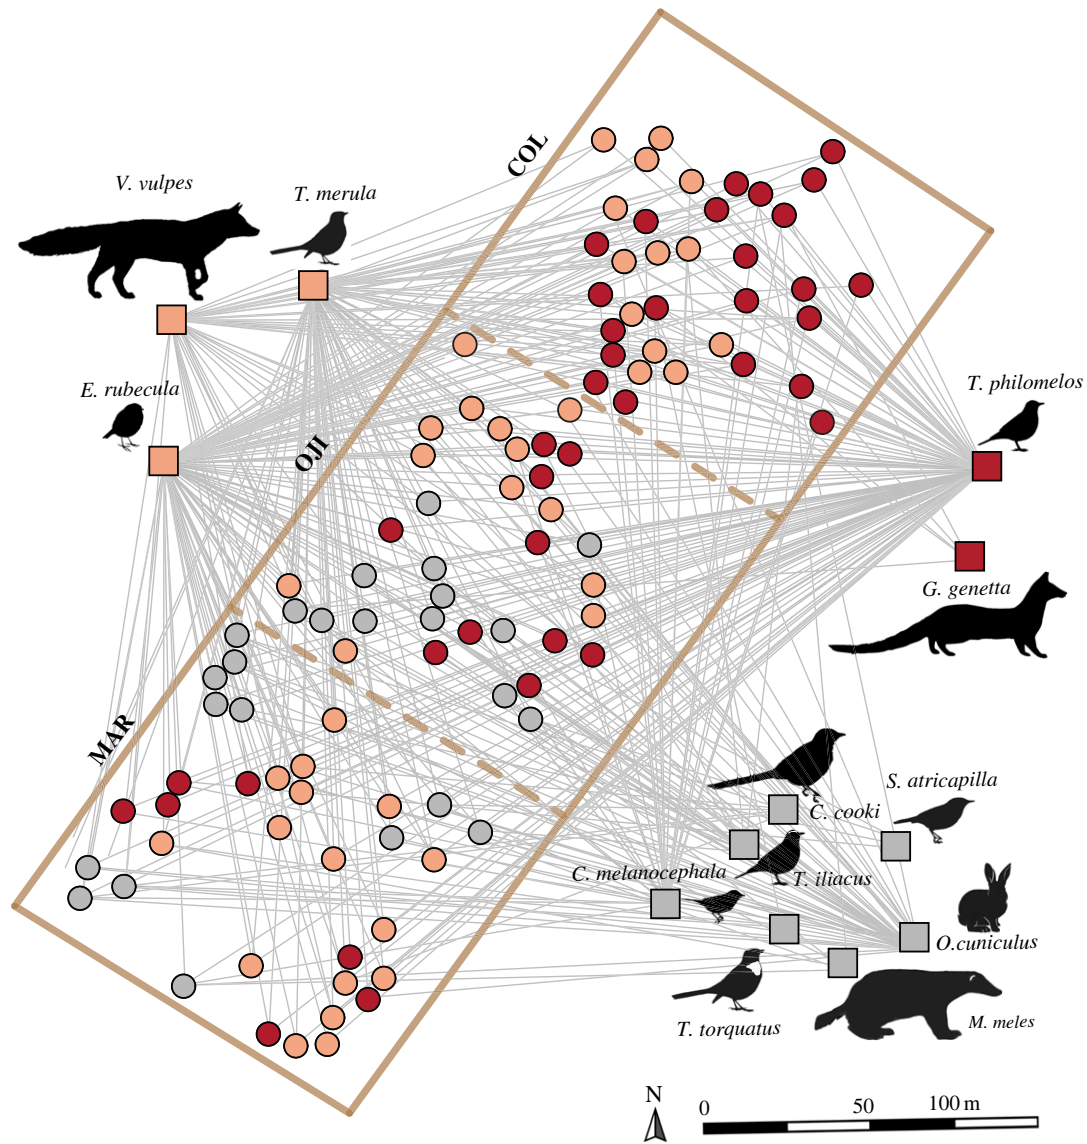 COL
V. vulpes
T. merula
E. rubecula
T. philomelos
OJI
G. genetta
MAR
S. atricapilla
C. cooki
C. melanocephala
T. iliacus
O.cuniculus
T. torquatus
M. meles
N
0 50 100 m